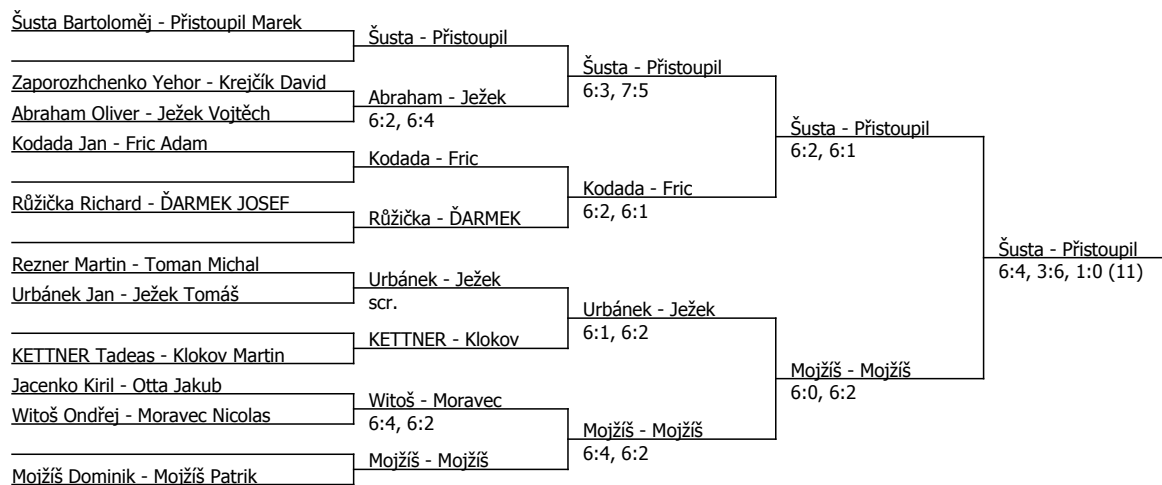 Šusta Bartoloměj - Přistoupil Marek
Zaporozhchenko Yehor - Krejčík David
Abraham Oliver - Ježek Vojtěch
Kodada Jan - Fric Adam
Růžička Richard - ĎARMEK JOSEF
Rezner Martin - Toman Michal
Urbánek Jan - Ježek Tomáš
KETTNER Tadeas - Klokov Martin
Jacenko Kiril - Otta Jakub
Witoš Ondřej - Moravec Nicolas
Mojžíš Dominik - Mojžíš Patrik
Šusta - Přistoupil
Abraham - Ježek
6:2, 6:4
Kodada - Fric
Růžička - ĎARMEK
Urbánek - Ježek
scr.
KETTNER - Klokov
Witoš - Moravec
6:4, 6:2
Mojžíš - Mojžíš
Šusta - Přistoupil
6:3, 7:5
Kodada - Fric
6:2, 6:1
Urbánek - Ježek
6:1, 6:2
Mojžíš - Mojžíš
6:4, 6:2
Šusta - Přistoupil
6:2, 6:1
Mojžíš - Mojžíš
6:0, 6:2
Šusta - Přistoupil
6:4, 3:6, 1:0 (11)